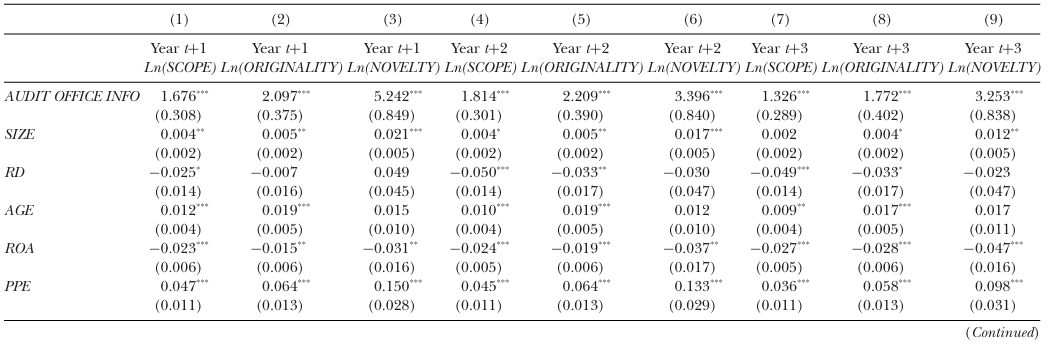 (1) (2) (3) (4) (5) (6) (7) (8) (9)
Year t+1 Year t+1 Year t+1 Year t+2 Year t+2 Year t+2 Year t+3 Year t+3 Year t+3
Ln(SCOPE) Ln(ORIGINALITY) Ln(NOVELTY) Ln(SCOPE) Ln(ORIGINALITY) Ln(NOVELTY) Ln(SCOPE) Ln(ORIGINALITY) Ln(NOVELTY)
AUDIT OFFICE INFO 1.676*** 2.097*** 5.242*** 1.814*** 2.209*** 3.396*** 1.326*** 1.772*** 3.253***
(0.308) (0.375) (0.849) (0.301) (0.390) (0.840) (0.289) (0.402) (0.838)
SIZE 0.004** 0.005** 0.021*** 0.004* 0.005** 0.017*** 0.002 0.004* 0.012**
(0.002) (0.002) (0.005) (0.002) (0.002) (0.005) (0.002) (0.002) (0.005)
RD −0.025* −0.007 0.049 −0.050*** −0.033** −0.030 −0.049*** −0.033* −0.023
(0.014) (0.016) (0.045) (0.014) (0.017) (0.047) (0.014) (0.017) (0.047)
AGE 0.012*** 0.019*** 0.015 0.010*** 0.019*** 0.012 0.009** 0.017*** 0.017
(0.004) (0.005) (0.010) (0.004) (0.005) (0.010) (0.004) (0.005) (0.011)
ROA −0.023*** −0.015** −0.031** −0.024*** −0.019*** −0.037** −0.027*** −0.028*** −0.047***
(0.006) (0.006) (0.016) (0.005) (0.006) (0.017) (0.005) (0.006) (0.016)
PPE 0.047*** 0.064*** 0.150*** 0.045*** 0.064*** 0.133*** 0.036*** 0.058*** 0.098***
(0.011) (0.013) (0.028) (0.011) (0.013) (0.029) (0.011) (0.013) (0.031)
(Continued)